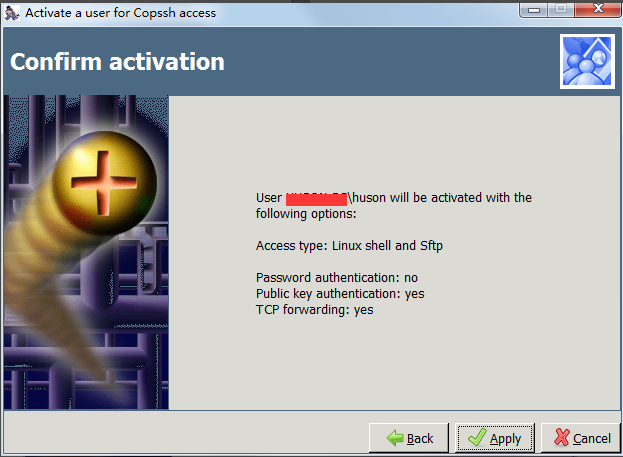 Activate a user for Copssh access
Confirm activation
User \huson will be activated with the
following options:
Access type: Linux shell and Sftp
Password authentication: no
Public key authentication: yes
TCP forwarding: yes
Back
Apply
Cancel